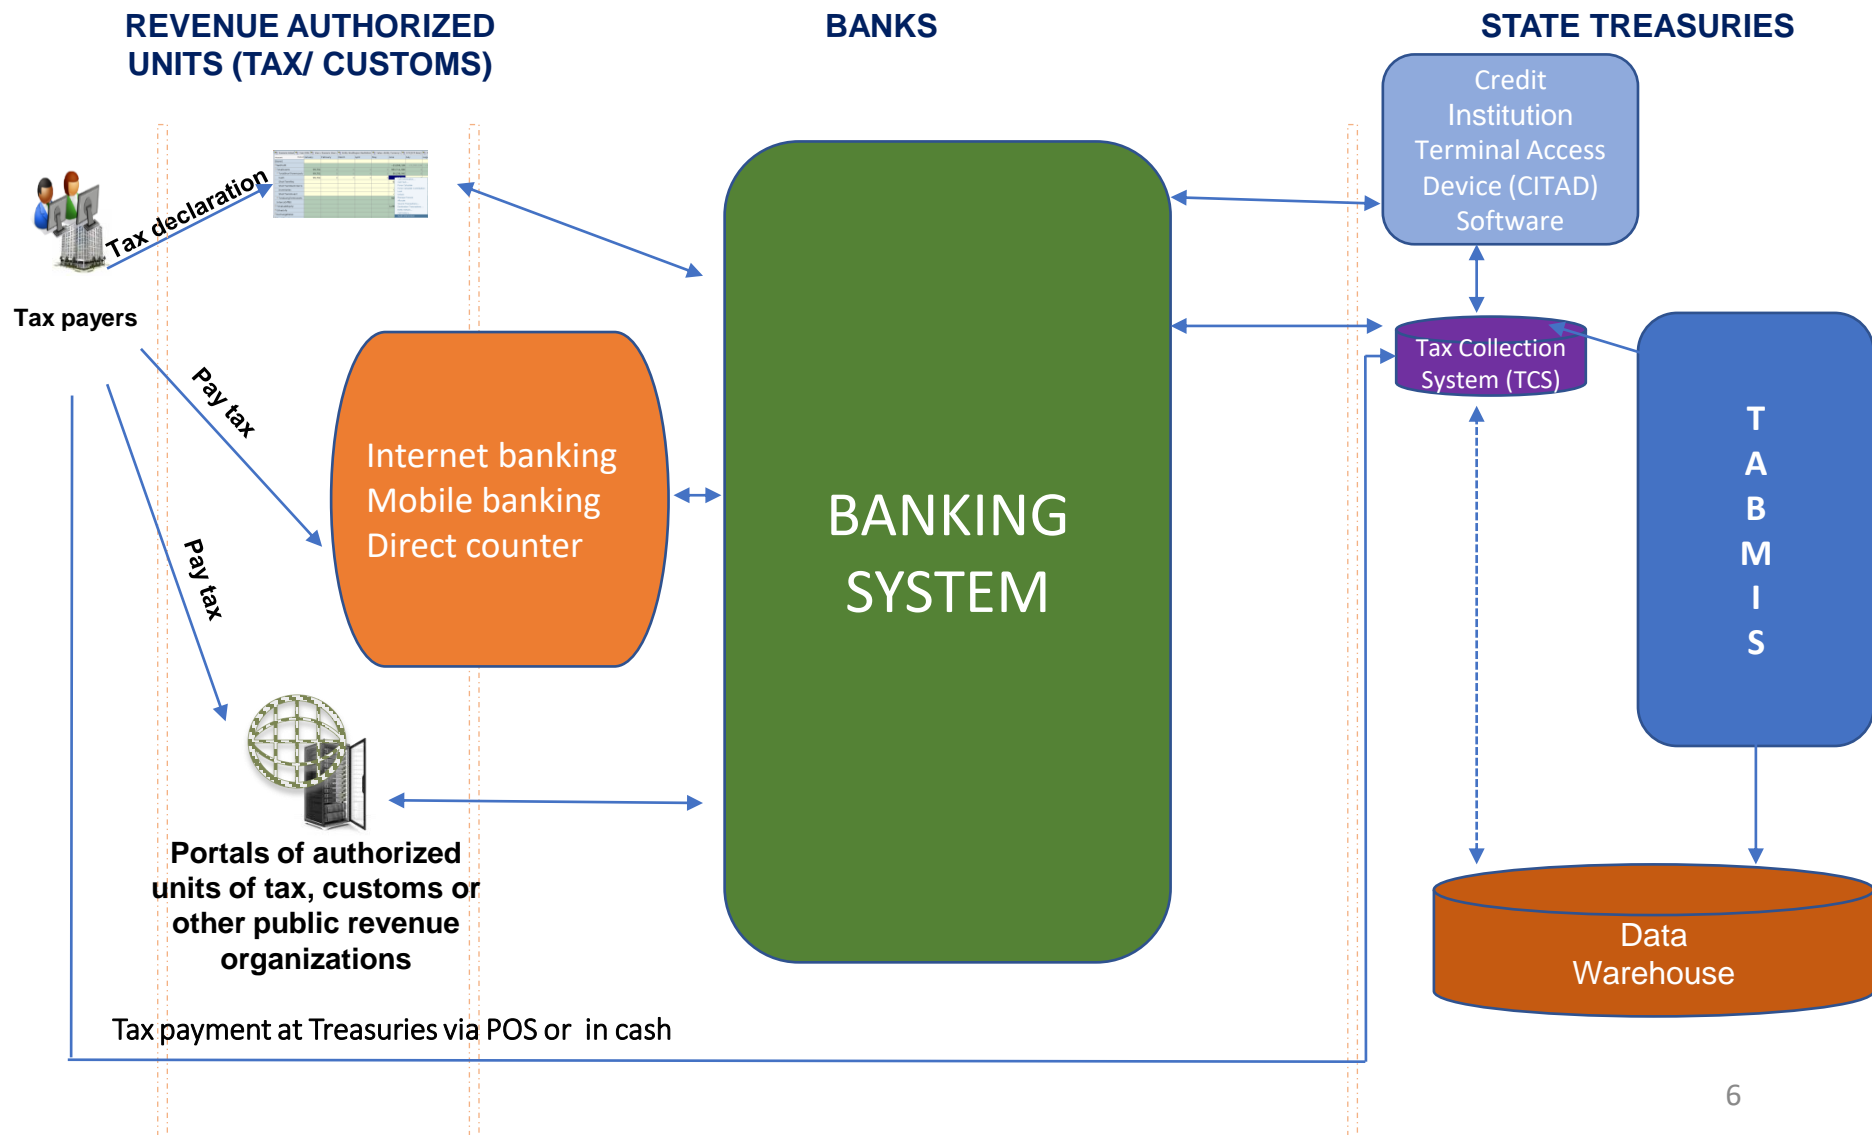 REVENUE AUTHORIZED
UNITS (TAX/ CUSTOMS)
BANKS
STATE TREASURIES
Credit
Institution
Terminal Access
Device (CITAD)
Software
Tax declaration
Tax payers
Pay tax
Pay tax
Internet banking
Mobile banking
Direct counter
BANKING
SYSTEM
Tax Collection
System (TCS)
T
A
B
M
I
S
Portals of authorized
units of tax, customs or
other public revenue
organizations
Data
Warehouse
Tax payment at Treasuries via POS or in cash
6